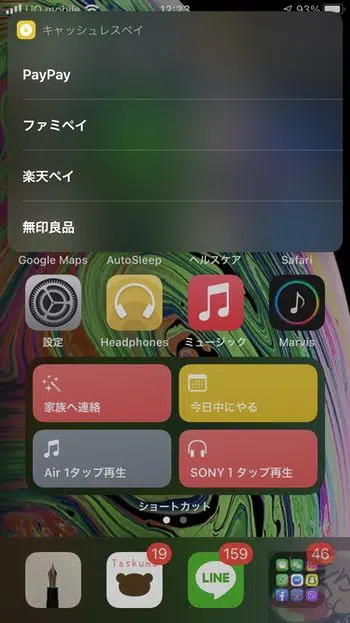 UQ mobile
12:23
93%
キャッシュレスペイ
PayPay
ファミペイ
楽天ペイ
無印良品
Google Maps
AutoSleep
ヘルスケア
Safari
設定
Headphones
ミュージック
Marvis
家族へ連絡
今日中にやる
Air 1タップ再生
SONY 1 タップ再生
ショートカット
Taskuma
19
LINE
159
46